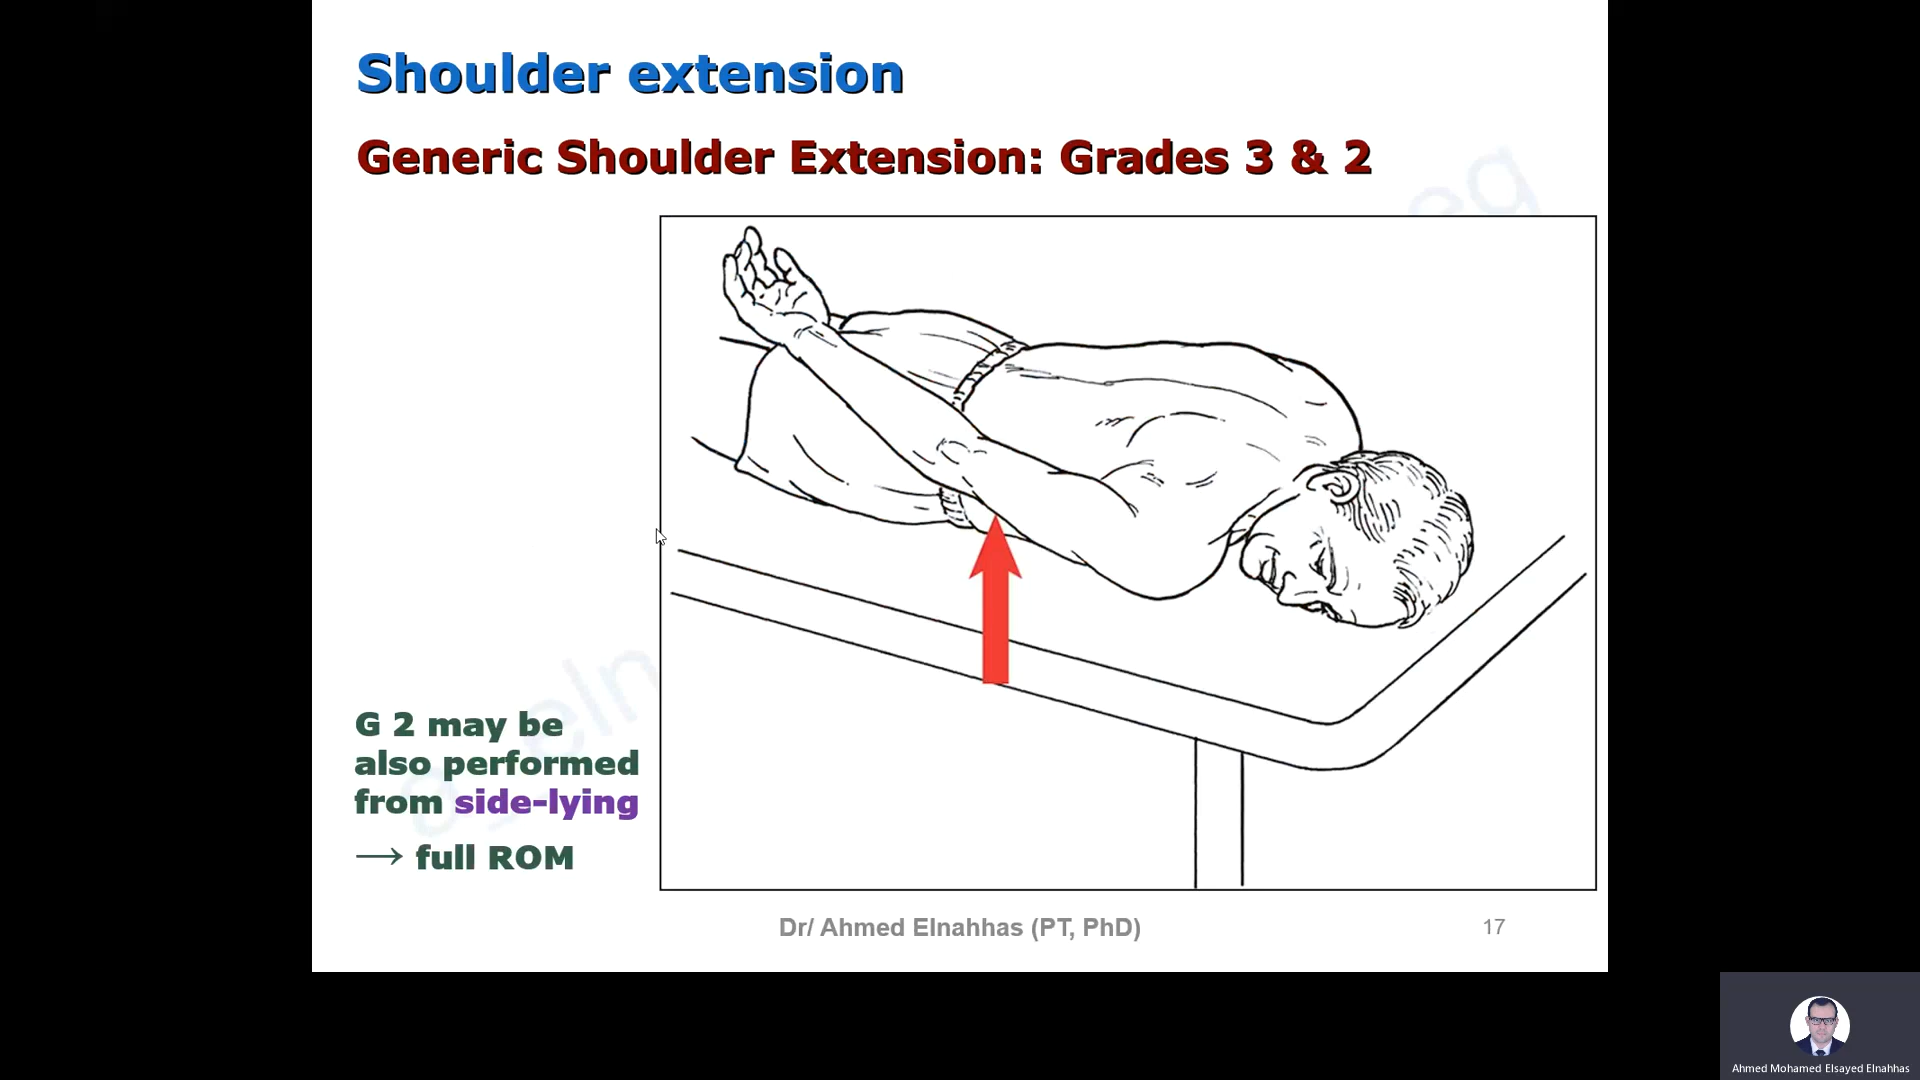 Shoulder extension
Generic Shoulder Extension: Grades 3 & 2
G 2 may be
also performed
from side-lying
→ full ROM
Dr/ Ahmed Elnahhas (PT, PhD)
17
Ahmed Mohamed Elsayed Elnahhas